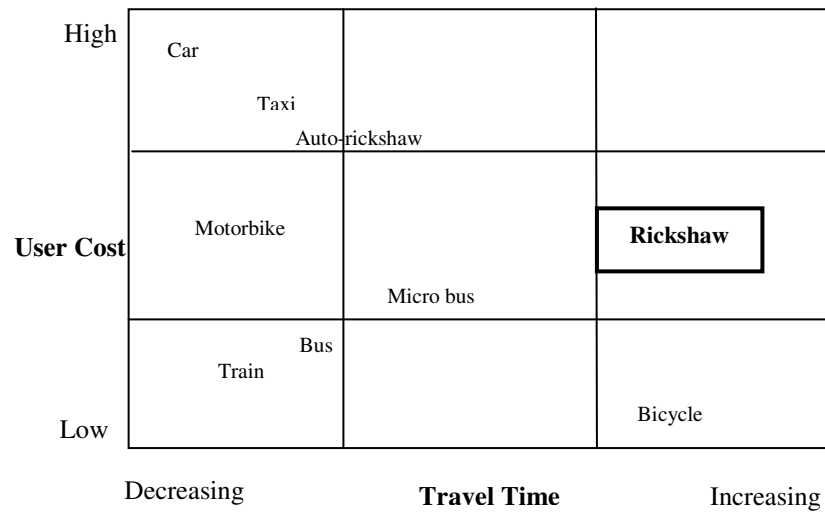 High
Car
Taxi
Auto-rickshaw
Motorbike
Rickshaw
User Cost
Micro bus
Bus
Train
Bicycle
Low
Decreasing
Travel Time
Increasing